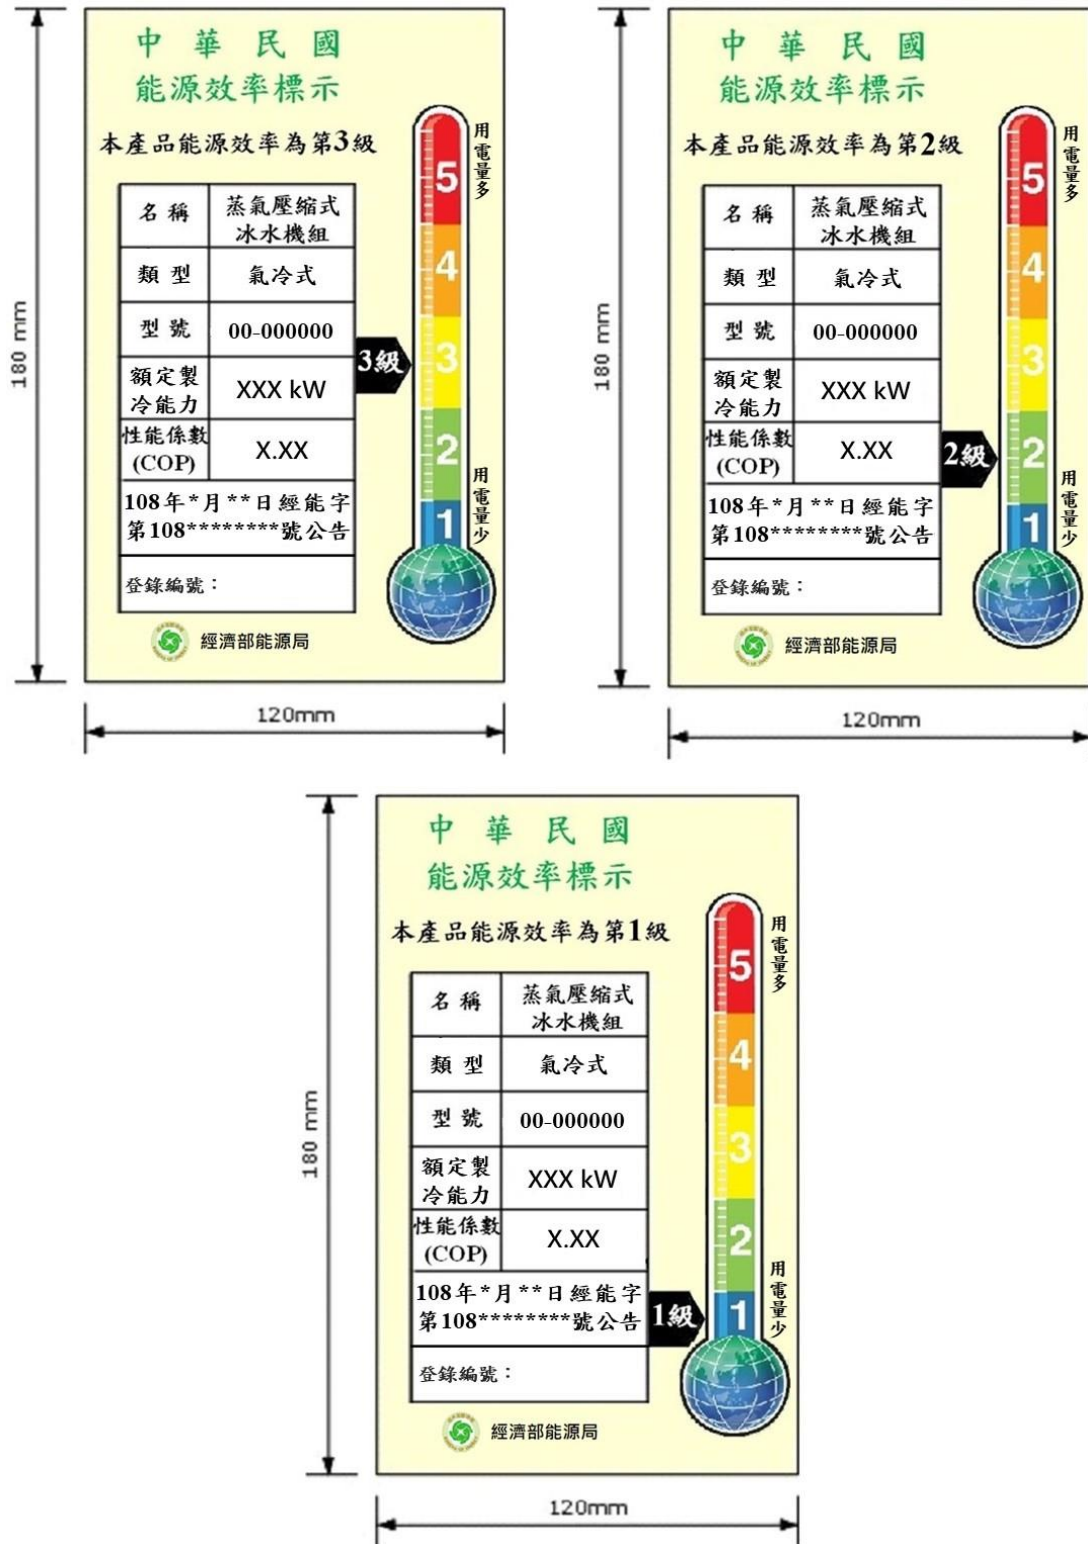 中華民國
能源效率標示
本產品能源效率為第3級
用電量多
5
4
3
2
1
用電量少
名稱 蒸氣壓縮式
冰水機組
類型 氣冷式
型號 00-000000
額定製
冷能力 XXX kW
性能係數
(COP) X.XX
108年*月**日經能字
第108********號公告
登錄編號：
3級
經濟部能源局
180 mm
120mm
中華民國
能源效率標示
本產品能源效率為第2級
用電量多
5
4
3
2
1
用電量少
名稱 蒸氣壓縮式
冰水機組
類型 氣冷式
型號 00-000000
額定製
冷能力 XXX kW
性能係數
(COP) X.XX
108年*月**日經能字
第108********號公告
登錄編號：
2級
經濟部能源局
180 mm
120mm
中華民國
能源效率標示
本產品能源效率為第1級
用電量多
5
4
3
2
1
用電量少
名稱 蒸氣壓縮式
冰水機組
類型 氣冷式
型號 00-000000
額定製
冷能力 XXX kW
性能係數
(COP) X.XX
108年*月**日經能字
第108********號公告
登錄編號：
1級
經濟部能源局
180 mm
120mm